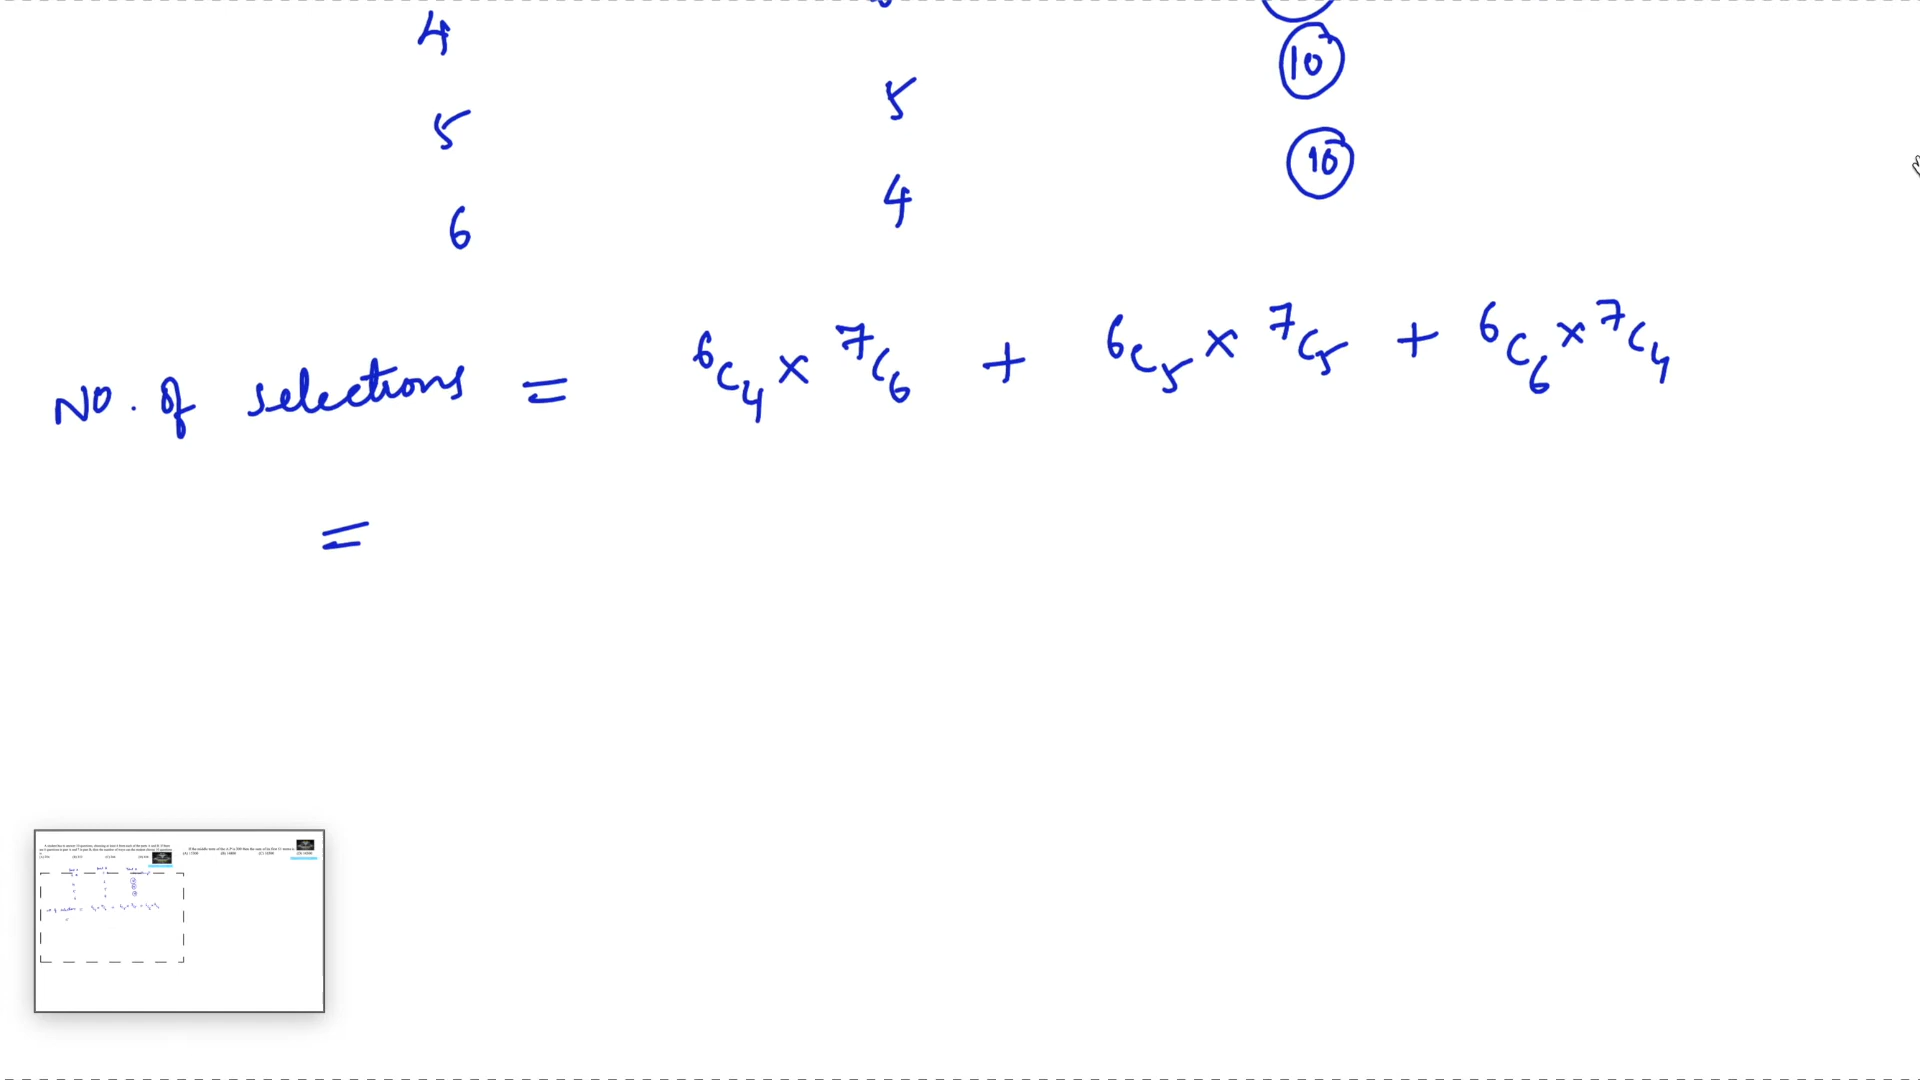 4 10
5 5 10
6 4
NO. of selections = ⁶C₄ × ⁷C₆ + ⁶C₅ × ⁷C₅ + ⁶C₆ × ⁷C₄
=